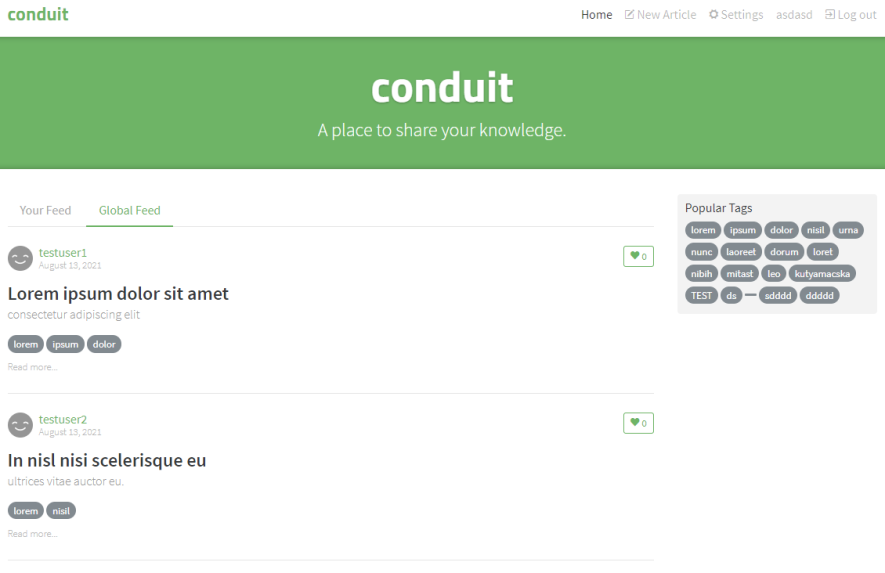 conduit
Home New Article Settings asdasd Log out
conduit
A place to share your knowledge.
Your Feed Global Feed
testuser1
August 13, 2021
0
Lorem ipsum dolor sit amet
consectetur adipiscing elit
lorem ipsum dolor
Read more...
testuser2
August 13, 2021
0
In nisl nisi scelerisque eu
ultrices vitae auctor eu.
lorem nisil
Read more...
Popular Tags
lorem ipsum dolor nisil urna
nunc laoreet dorum loret
nibih mitast leo kutyamacska
TEST ds sdddd ddddd